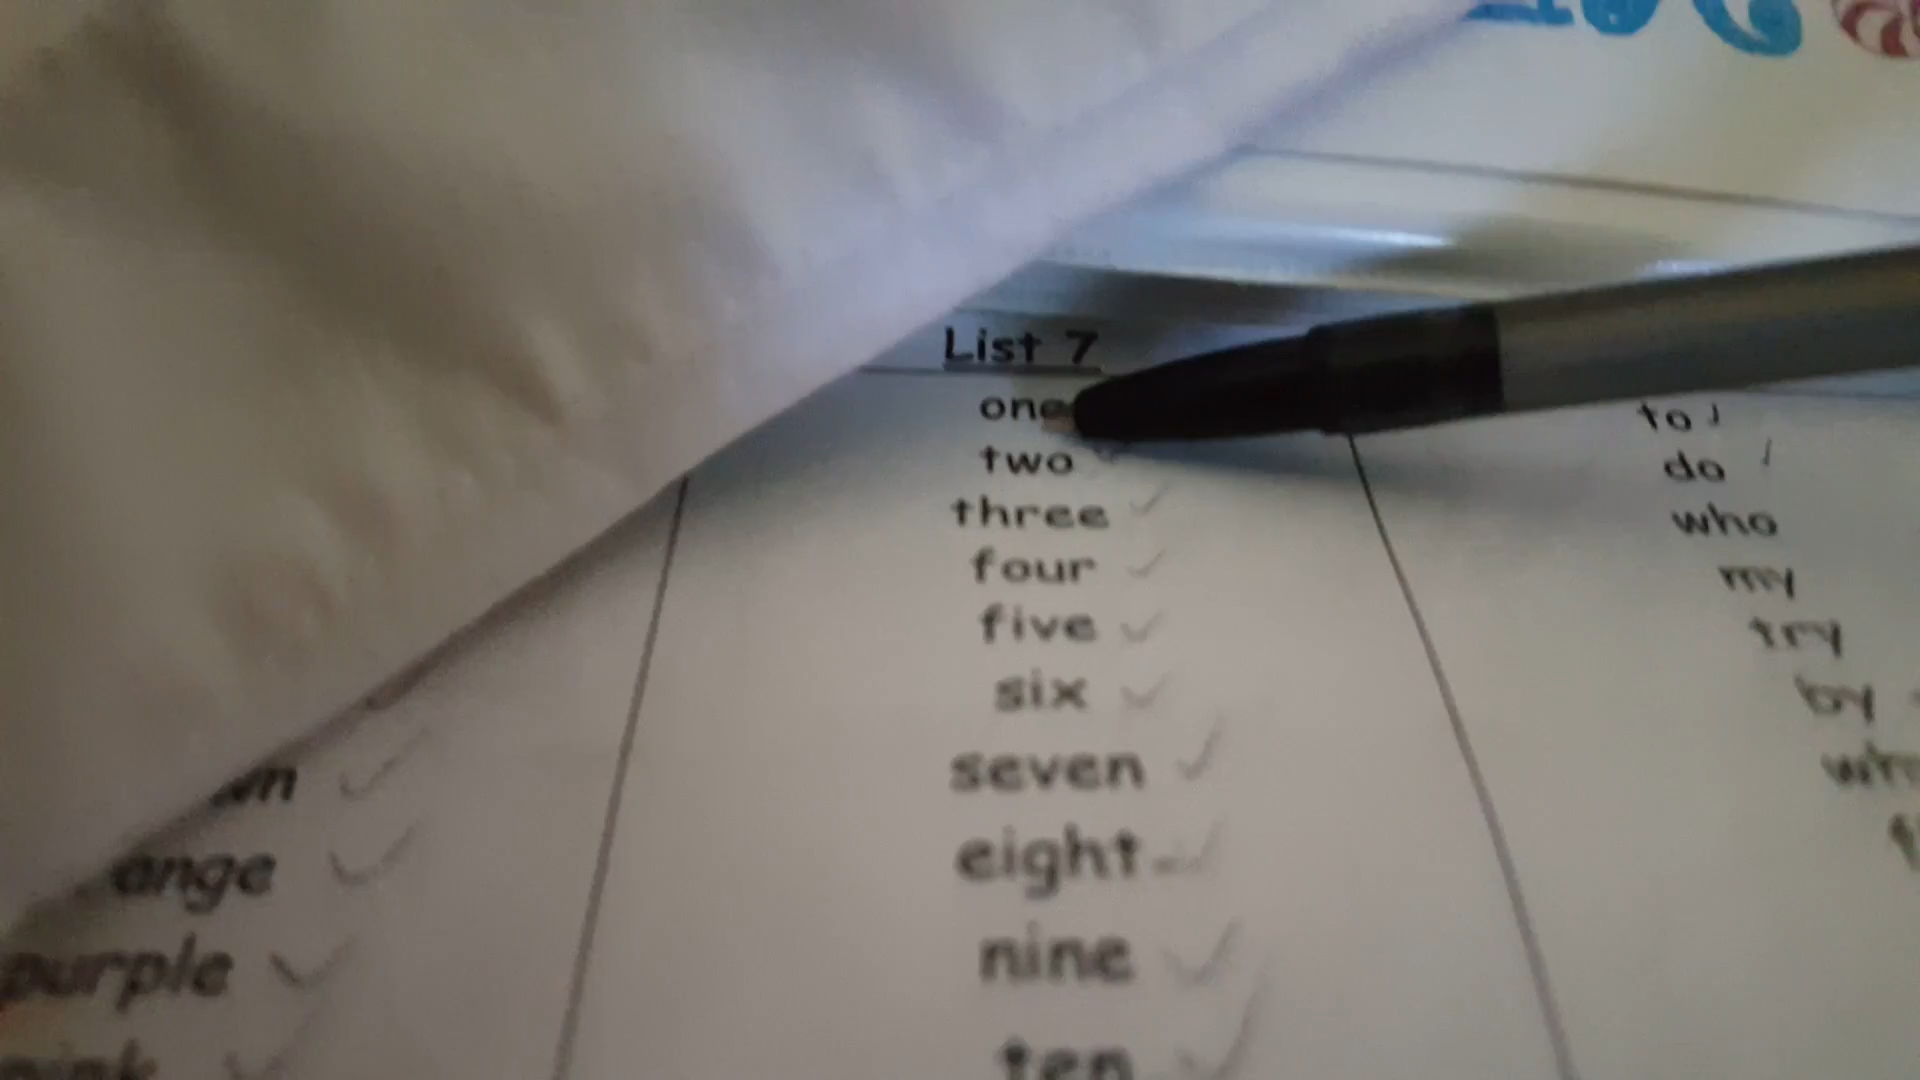 List 7
one
two
three
four
five
six
seven
eight
nine
ten
purple
pink
to
do
who
my
try
by